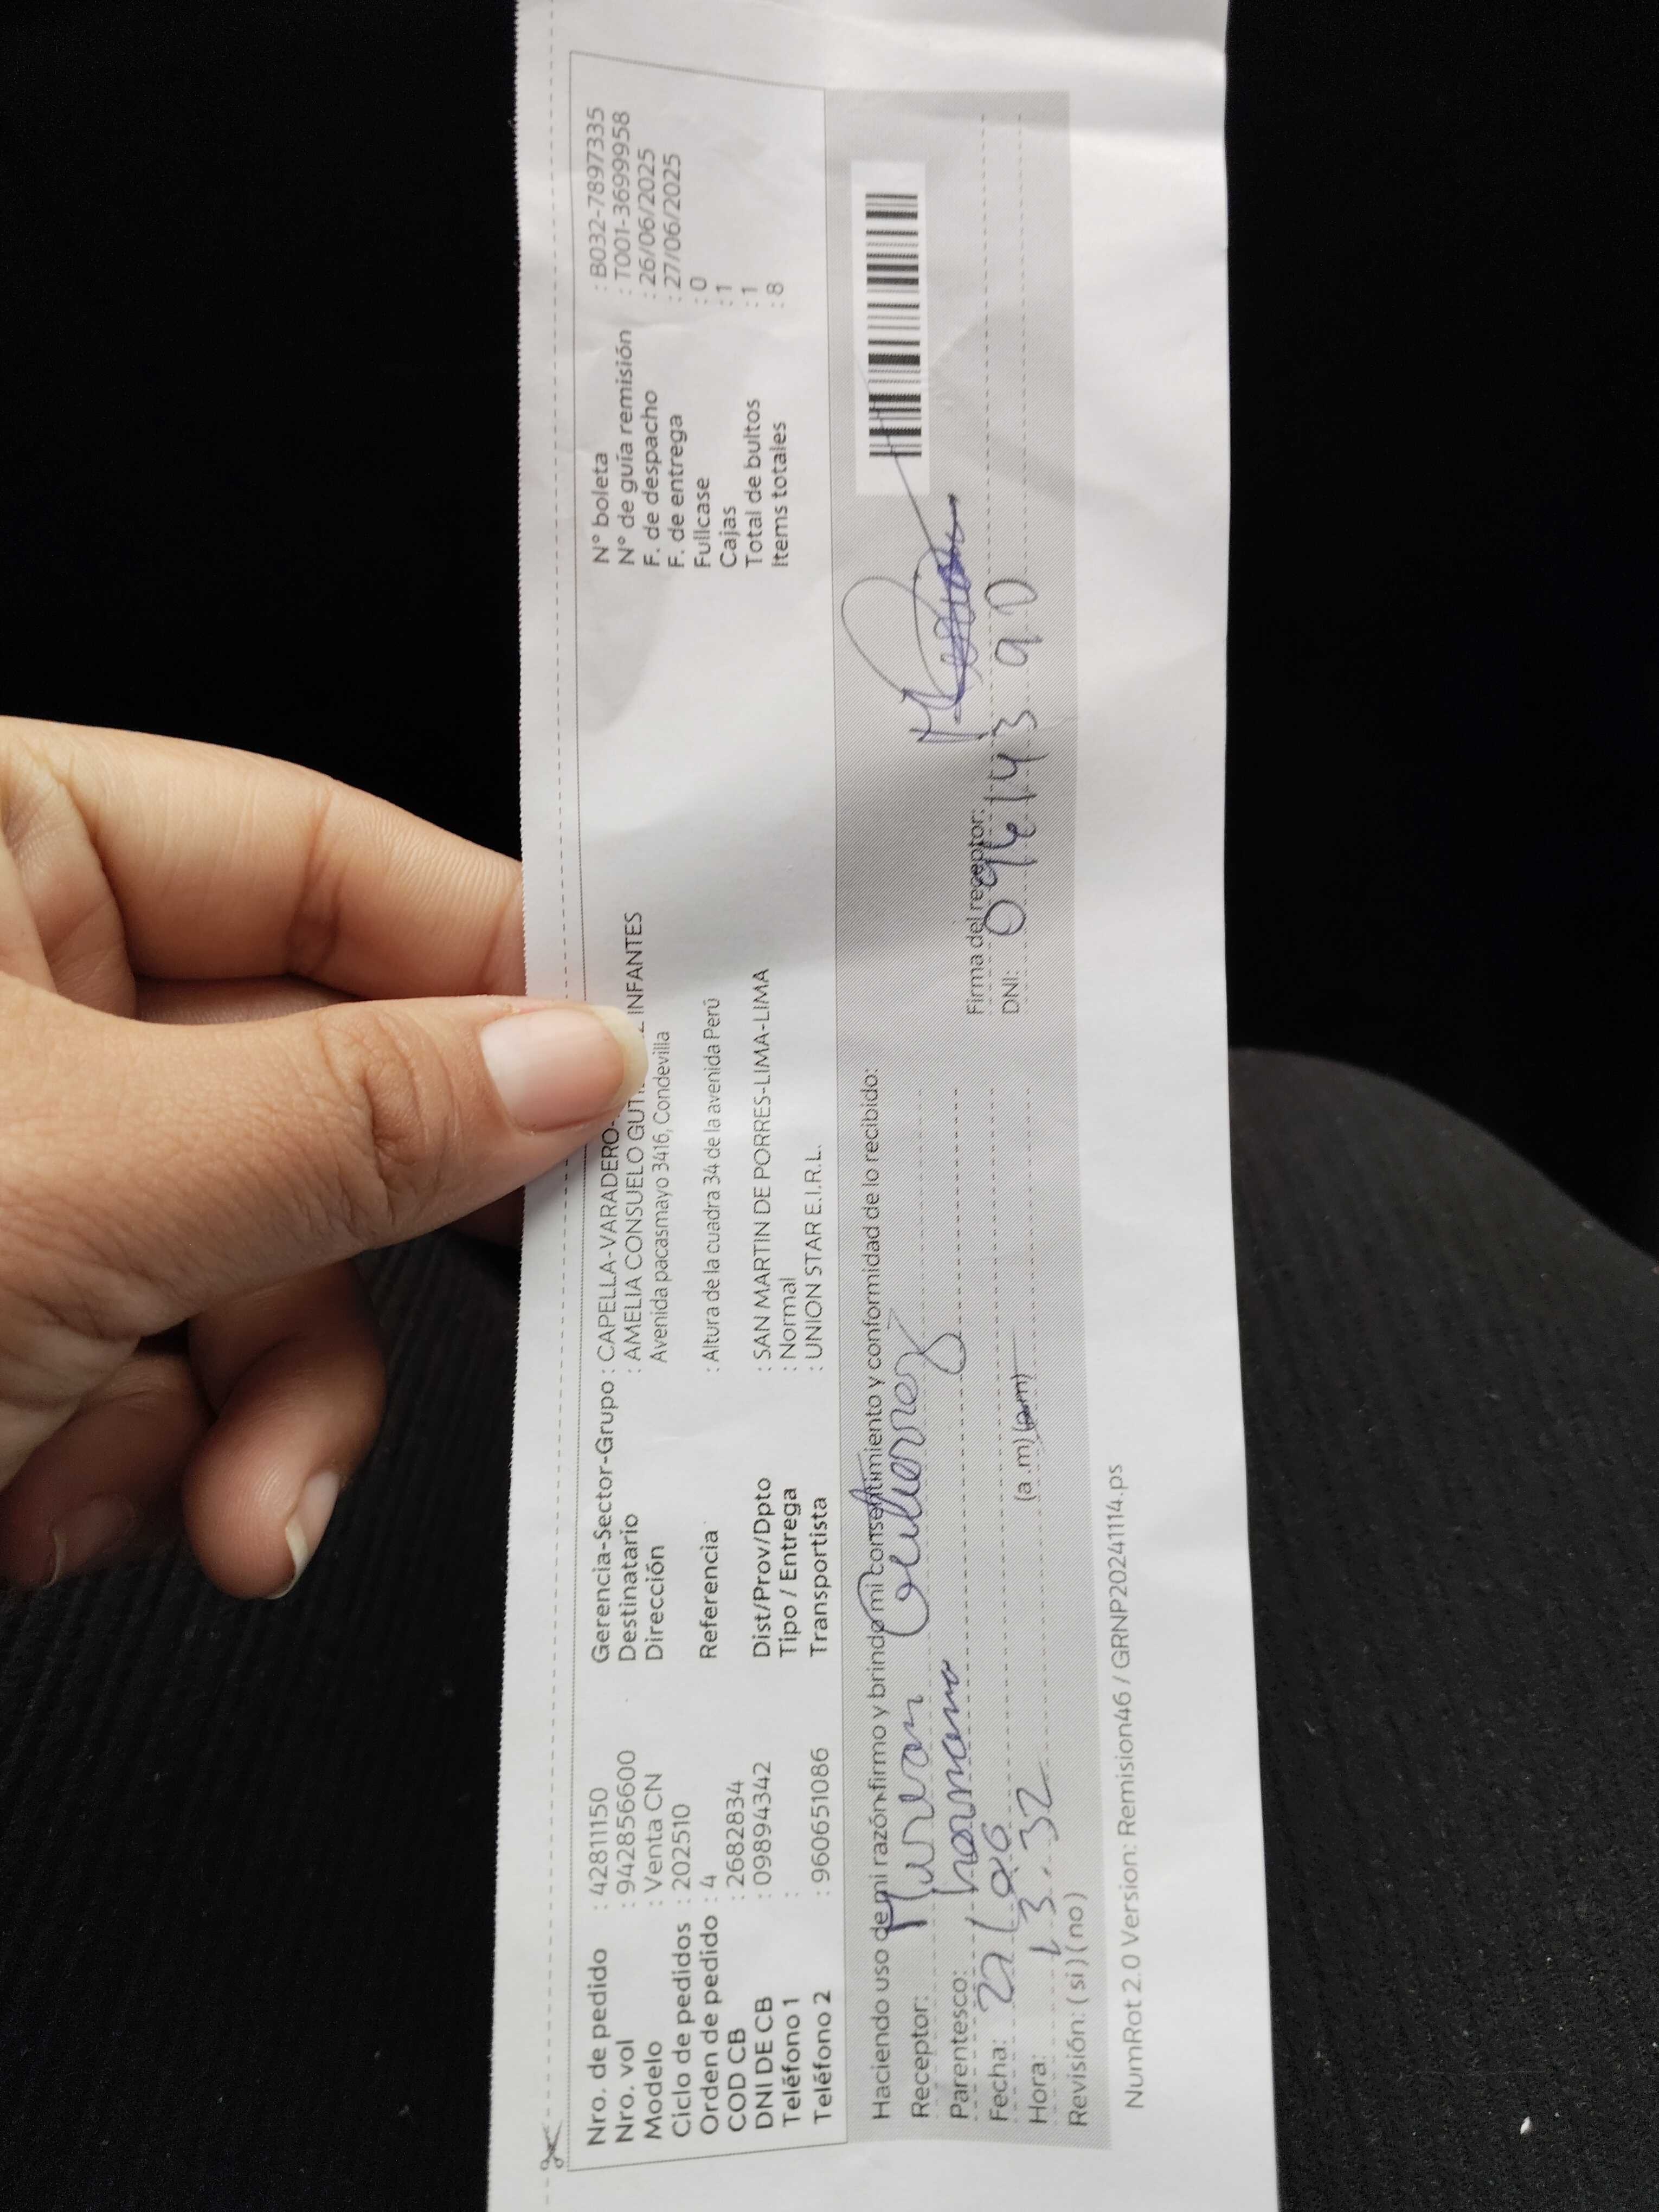 Nro. de pedido : 42811150
Nro. vol : 942856600
Modelo : Venta CN
Ciclo de pedidos : 202510
Orden de pedido : 4
COD CB : 2682834
DNI DE CB : 09894342
Teléfono 1 :
Teléfono 2 : 960651086
Gerencia-Sector-Grupo : CAPELLA-VARADERO-
Destinatario : AMELIA CONSUELO INFANTES
Dirección Avenida pacasmayo 3416, Condevilla
Referencia : Altura de la cuadra 34 de la avenida Perú
Dist/Prov/Dpto : SAN MARTIN DE PORRES-LIMA-LIMA
Tipo / Entrega : Normal
Transportista : UNION STAR E.I.R.L.
N° boleta : B032-7897335
N° de guía remisión : T001-3699958
F. de despacho : 26/06/2025
F. de entrega : 27/06/2025
Fullcase : 0
Cajas : 1
Total de bultos : 1
Items totales : 8
Haciendo uso de mi razón firmo y brindo mi consentimiento y conformidad de lo recibido:
Receptor: Miriam Gutierrez
Parentesco: hermana
Fecha: 27/06
Hora: 13.32 (a.m) (p.m)
Revisión: (si) (no)
Firma del receptor:
DNI:
NumRot 2.0 Version: Remision46 / GRNP20241114.ps